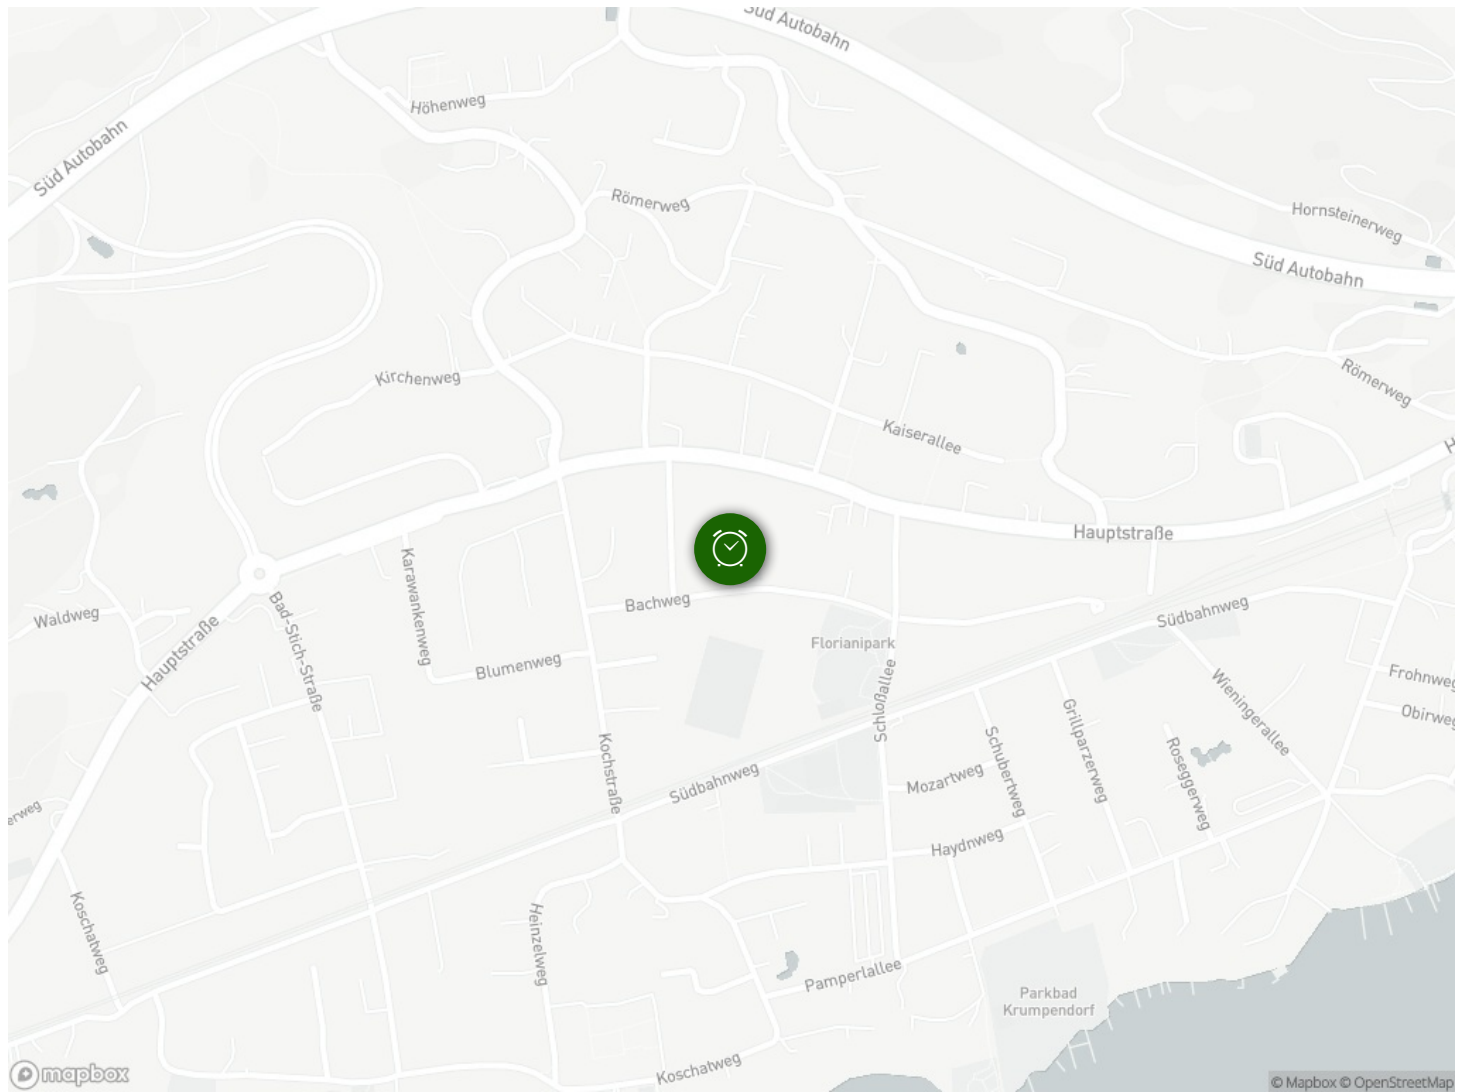 Süd Autobahn
Höhenweg
Süd Autobahn
Römerweg
Hornsteinerweg
Süd Autobahn
Kirchenweg
Römerweg
Kaiserallee
Hauptstraße
Karawankenweg
Bachweg
Waldweg
Bad-Stich-Straße
Hauptstraße
Blumenweg
Florianipark
Südbahnweg
Schloßallee
Frohnweg
Obirweg
Wieningerallee
Grillparzerweg
Schubertweg
Roseggerweg
Kochstraße
Südbahnweg
Mozartweg
erweg
Haydnweg
Koschatweg
Heinzelweg
Pamperlallee
Parkbad
Krumpendorf
Koschatweg
mapbox
© Mapbox © OpenStreetMap